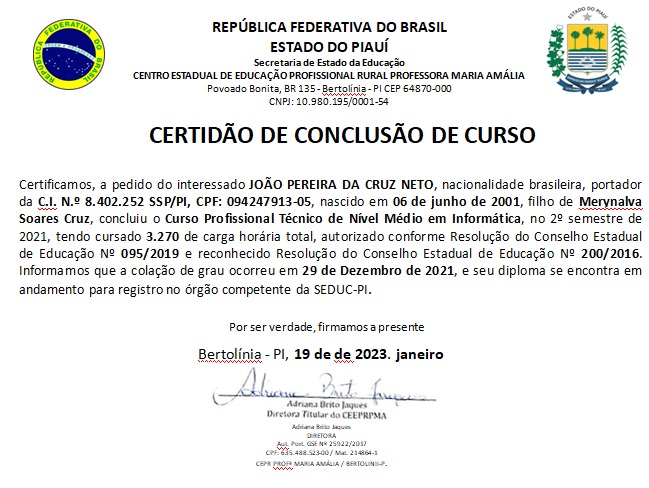 REPÚBLICA FEDERATIVA DO BRASIL
ESTADO DO PIAUÍ
Secretaria de Estado da Educação
CENTRO ESTADUAL DE EDUCAÇÃO PROFISSIONAL RURAL PROFESSORA MARIA AMÁLIA
Povoado Bonita, BR 135 - Bertolínia - PI CEP 64870-000
CNPJ: 10.980.195/0001-54
REPÚBLICA FEDERATIVA DO BRASIL
ESTADO DO PIAUÍ
CERTIDÃO DE CONCLUSÃO DE CURSO
Certificamos, a pedido do interessado JOÃO PEREIRA DA CRUZ NETO, nacionalidade brasileira, portador
da C.I. N.º 8.402.252 SSP/PI, CPF: 094247913-05, nascido em 06 de junho de 2001, filho de Merynalva
Soares Cruz, concluiu o Curso Profissional Técnico de Nível Médio em Informática, no 2º semestre de
2021, tendo cursado 3.270 de carga horária total, autorizado conforme Resolução do Conselho Estadual
de Educação Nº 095/2019 e reconhecido Resolução do Conselho Estadual de Educação Nº 200/2016.
Informamos que a colação de grau ocorreu em 29 de Dezembro de 2021, e seu diploma se encontra em
andamento para registro no órgão competente da SEDUC-PI.
Por ser verdade, firmamos a presente
Bertolínia - PI, 19 de de 2023. janeiro
Adriana Brito Jaques
Adriana Brito Jaques
Diretora Titular do CEEPRPMA
Adriana Brito Jaques
DIRETORA
Aut. Port. GSE Nº 25922/2017
CPF: 635.488.523-00 / Mat. 214864-1
CEPR PROFª MARIA AMÁLIA / BERTOLINII-P.